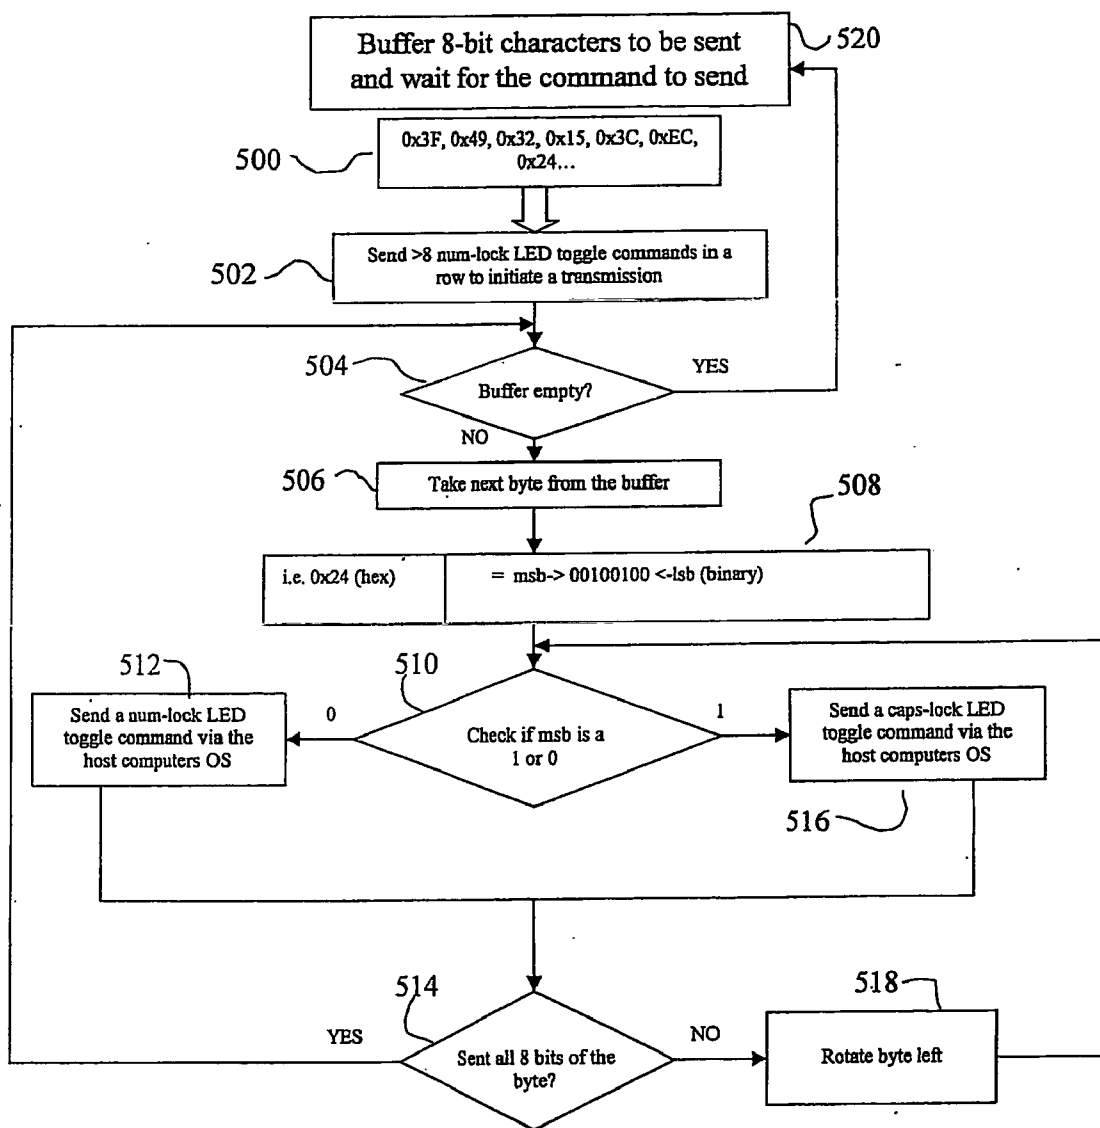 Buffer 8-bit characters to be sent
and wait for the command to send
520
0x3F, 0x49, 0x32, 0x15, 0x3C, 0xEC,
0x24...
500
Send >8 num-lock LED toggle commands in a
row to initiate a transmission
502
504
Buffer empty?
YES
NO
506
Take next byte from the buffer
508
i.e. 0x24 (hex)
= msb-> 00100100 <-lsb (binary)
512
510
Send a num-lock LED
toggle command via the
host computers OS
0
Check if msb is a
1 or 0
1
Send a caps-lock LED
toggle command via the
host computers OS
516
514
518
YES
Sent all 8 bits of the
byte?
NO
Rotate byte left